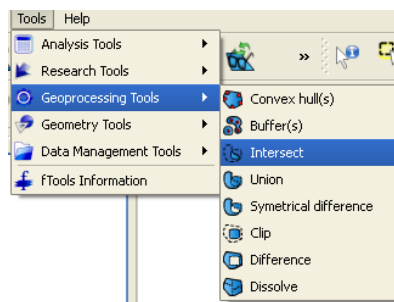 Tools Help
Analysis Tools
Research Tools
Geoprocessing Tools
Geometry Tools
Data Management Tools
fTools Information
»
Convex hull(s)
Buffer(s)
Intersect
Union
Symetrical difference
Clip
Difference
Dissolve